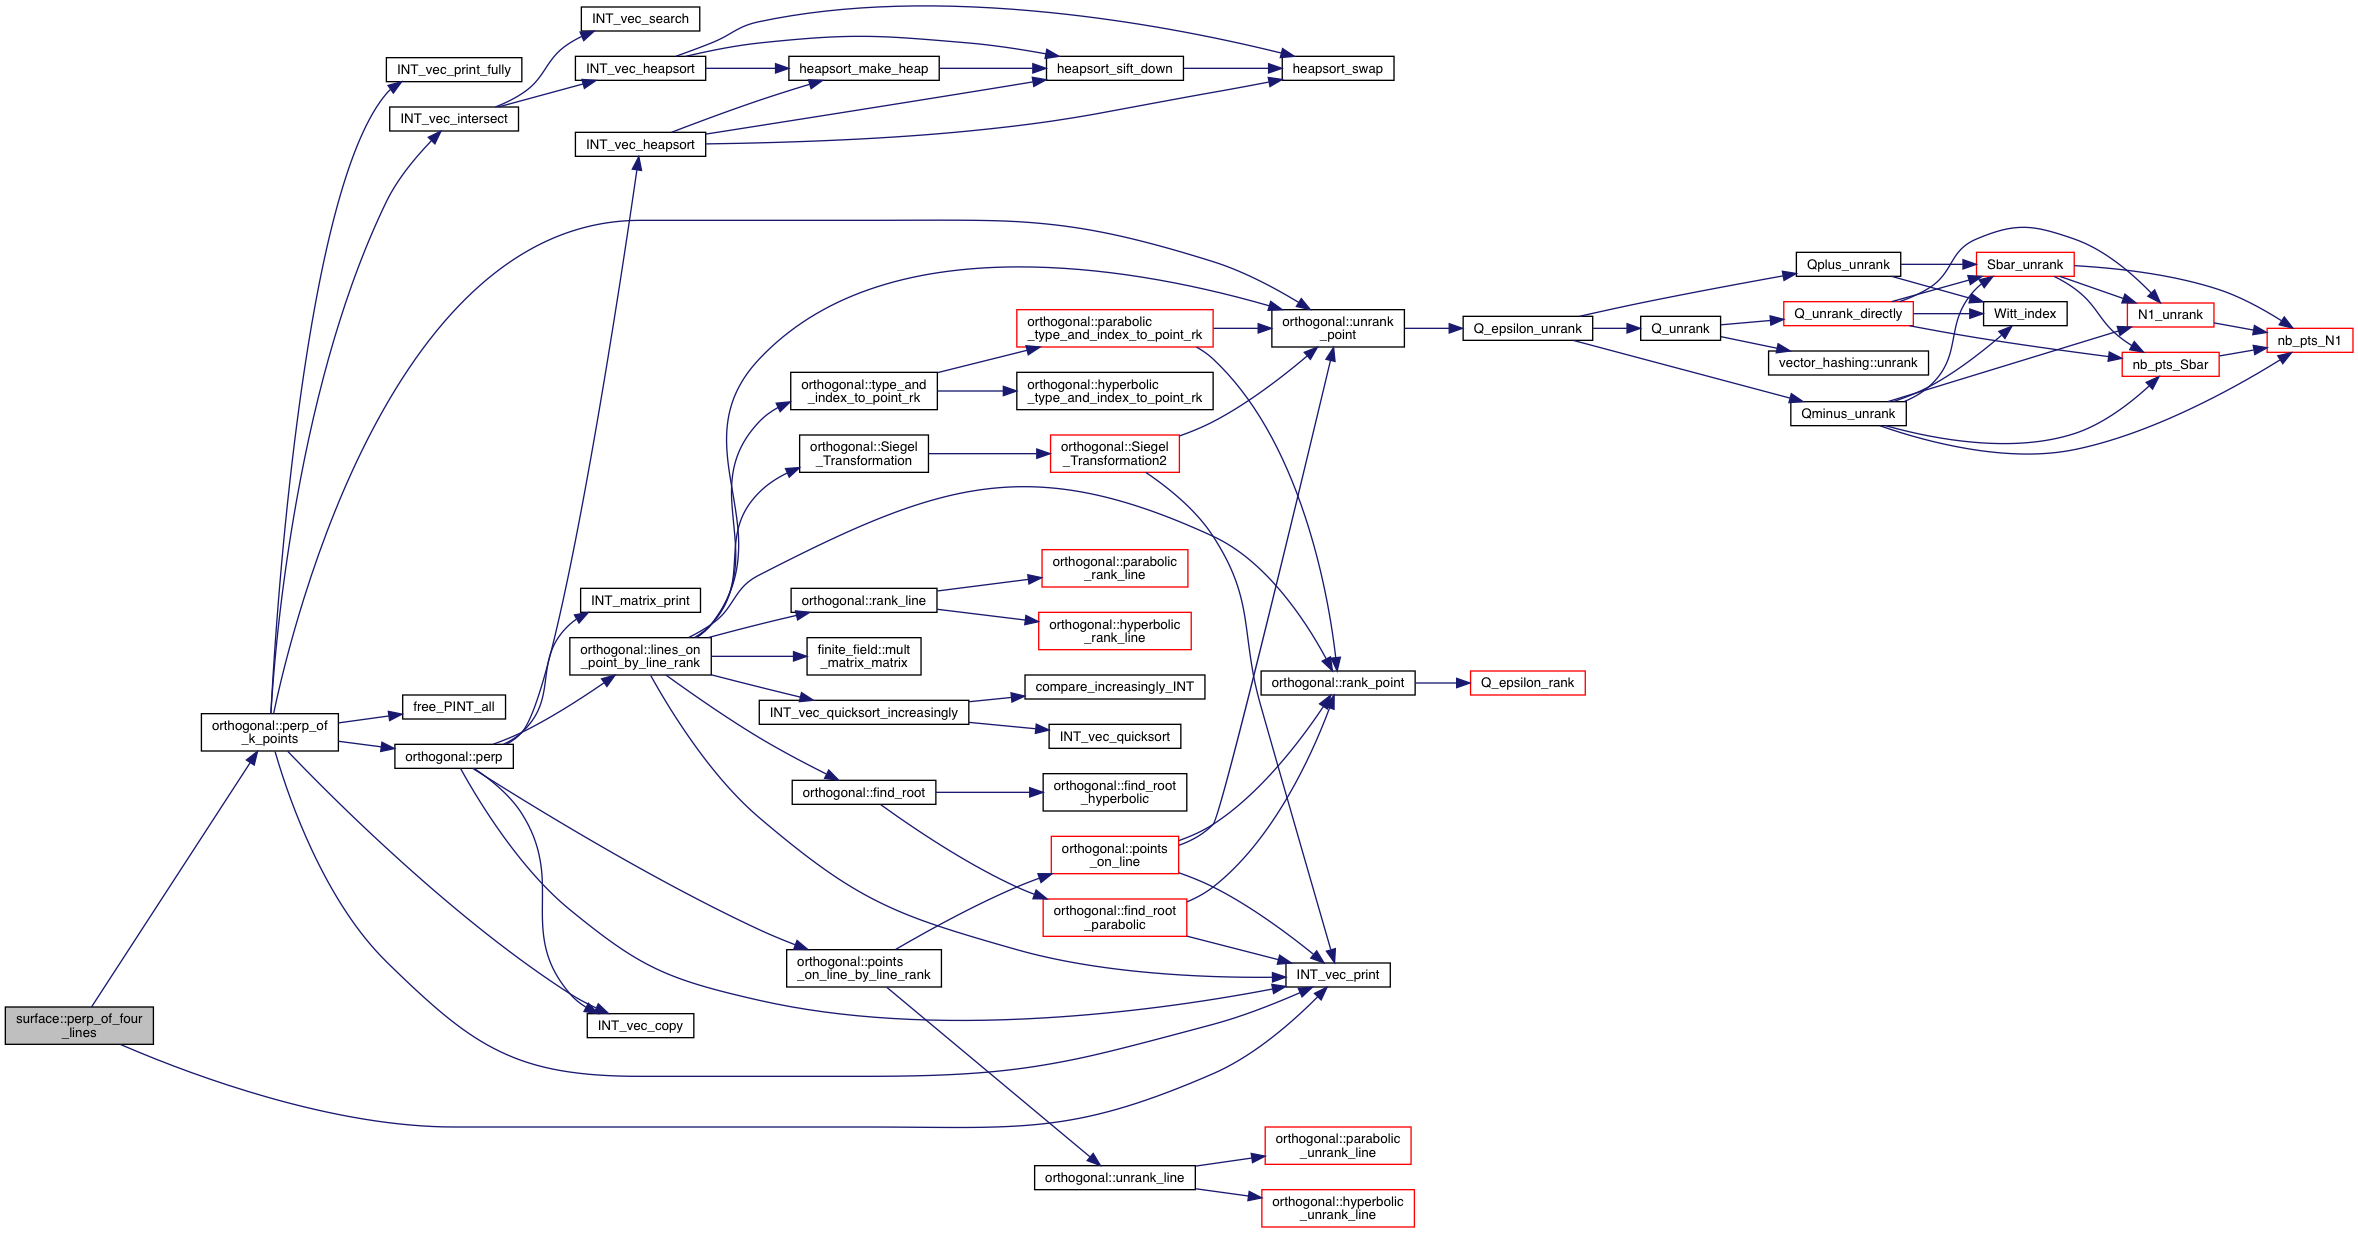 INT_vec_search
INT_vec_print_fully
INT_vec_heapsort
heapsort_make_heap
heapsort_sift_down
heapsort_swap
INT_vec_intersect
INT_vec_heapsort
Qplus_unrank
Sbar_unrank
orthogonal::parabolic
_type_and_index_to_point_rk
orthogonal::unrank
_point
Q_epsilon_unrank
Q_unrank
Q_unrank_directly
Witt_index
N1_unrank
nb_pts_N1
vector_hashing::unrank
nb_pts_Sbar
orthogonal::type_and
_index_to_point_rk
orthogonal::hyperbolic
_type_and_index_to_point_rk
Qminus_unrank
orthogonal::Siegel
_Transformation
orthogonal::Siegel
_Transformation2
orthogonal::parabolic
_rank_line
INT_matrix_print
orthogonal::rank_line
orthogonal::hyperbolic
_rank_line
orthogonal::lines_on
_point_by_line_rank
finite_field::mult
_matrix_matrix
compare_increasingly_INT
orthogonal::rank_point
Q_epsilon_rank
free_PINT_all
INT_vec_quicksort_increasingly
orthogonal::perp_of
_k_points
INT_vec_quicksort
orthogonal::perp
orthogonal::find_root
orthogonal::find_root
_hyperbolic
orthogonal::points
_on_line
orthogonal::find_root
_parabolic
orthogonal::points
_on_line_by_line_rank
INT_vec_print
surface::perp_of_four
_lines
INT_vec_copy
orthogonal::parabolic
_unrank_line
orthogonal::unrank_line
orthogonal::hyperbolic
_unrank_line